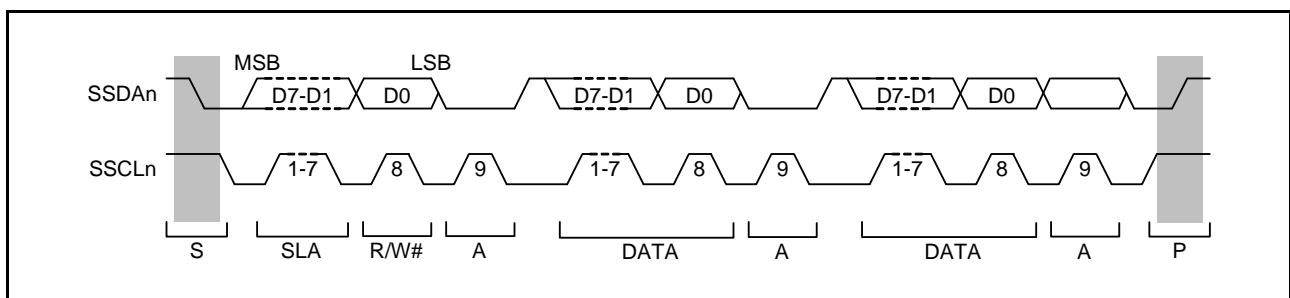 MSB LSB
SSDAn D7-D1 D0 D7-D1 D0 D7-D1 D0
SSCLn 1-7 8 9 1-7 8 9 1-7 8 9
S SLA R/W# A DATA A DATA A P